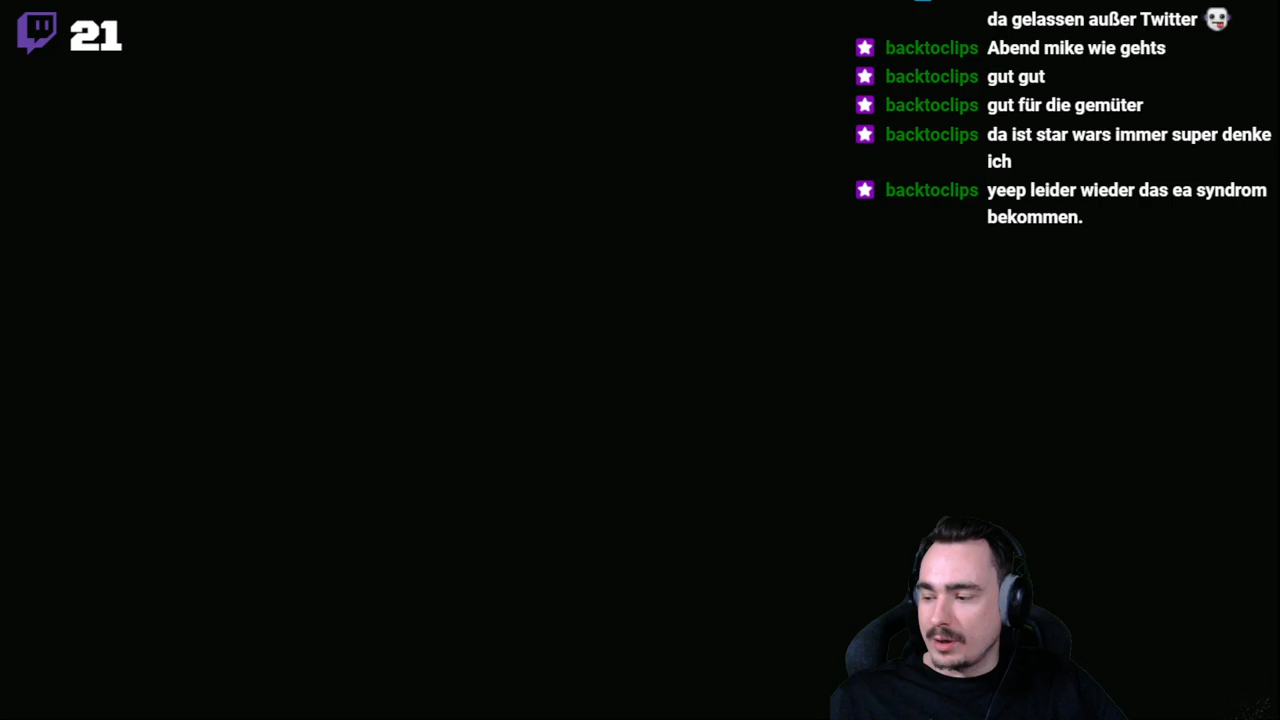 21
da gelassen außer Twitter
backtoclips Abend mike wie gehts
backtoclips gut gut
backtoclips gut für die gemüter
backtoclips da ist star wars immer super denke
ich
backtoclips yeep leider wieder das ea syndrom
bekommen.